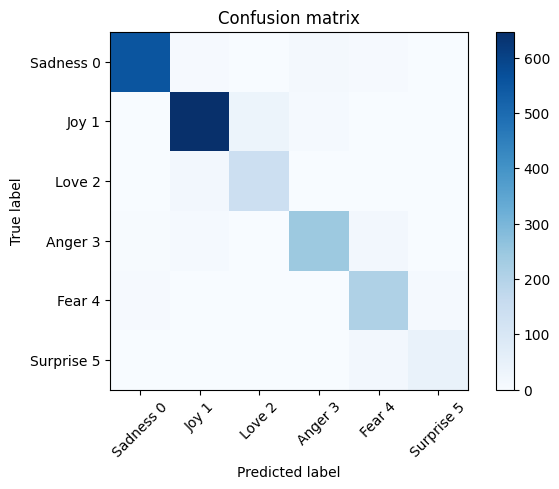 Confusion matrix
True label
Sadness 0
Joy 1
Love 2
Anger 3
Fear 4
Surprise 5
Sadness 0
Joy 1
Love 2
Anger 3
Fear 4
Surprise 5
Predicted label
600
500
400
300
200
100
0